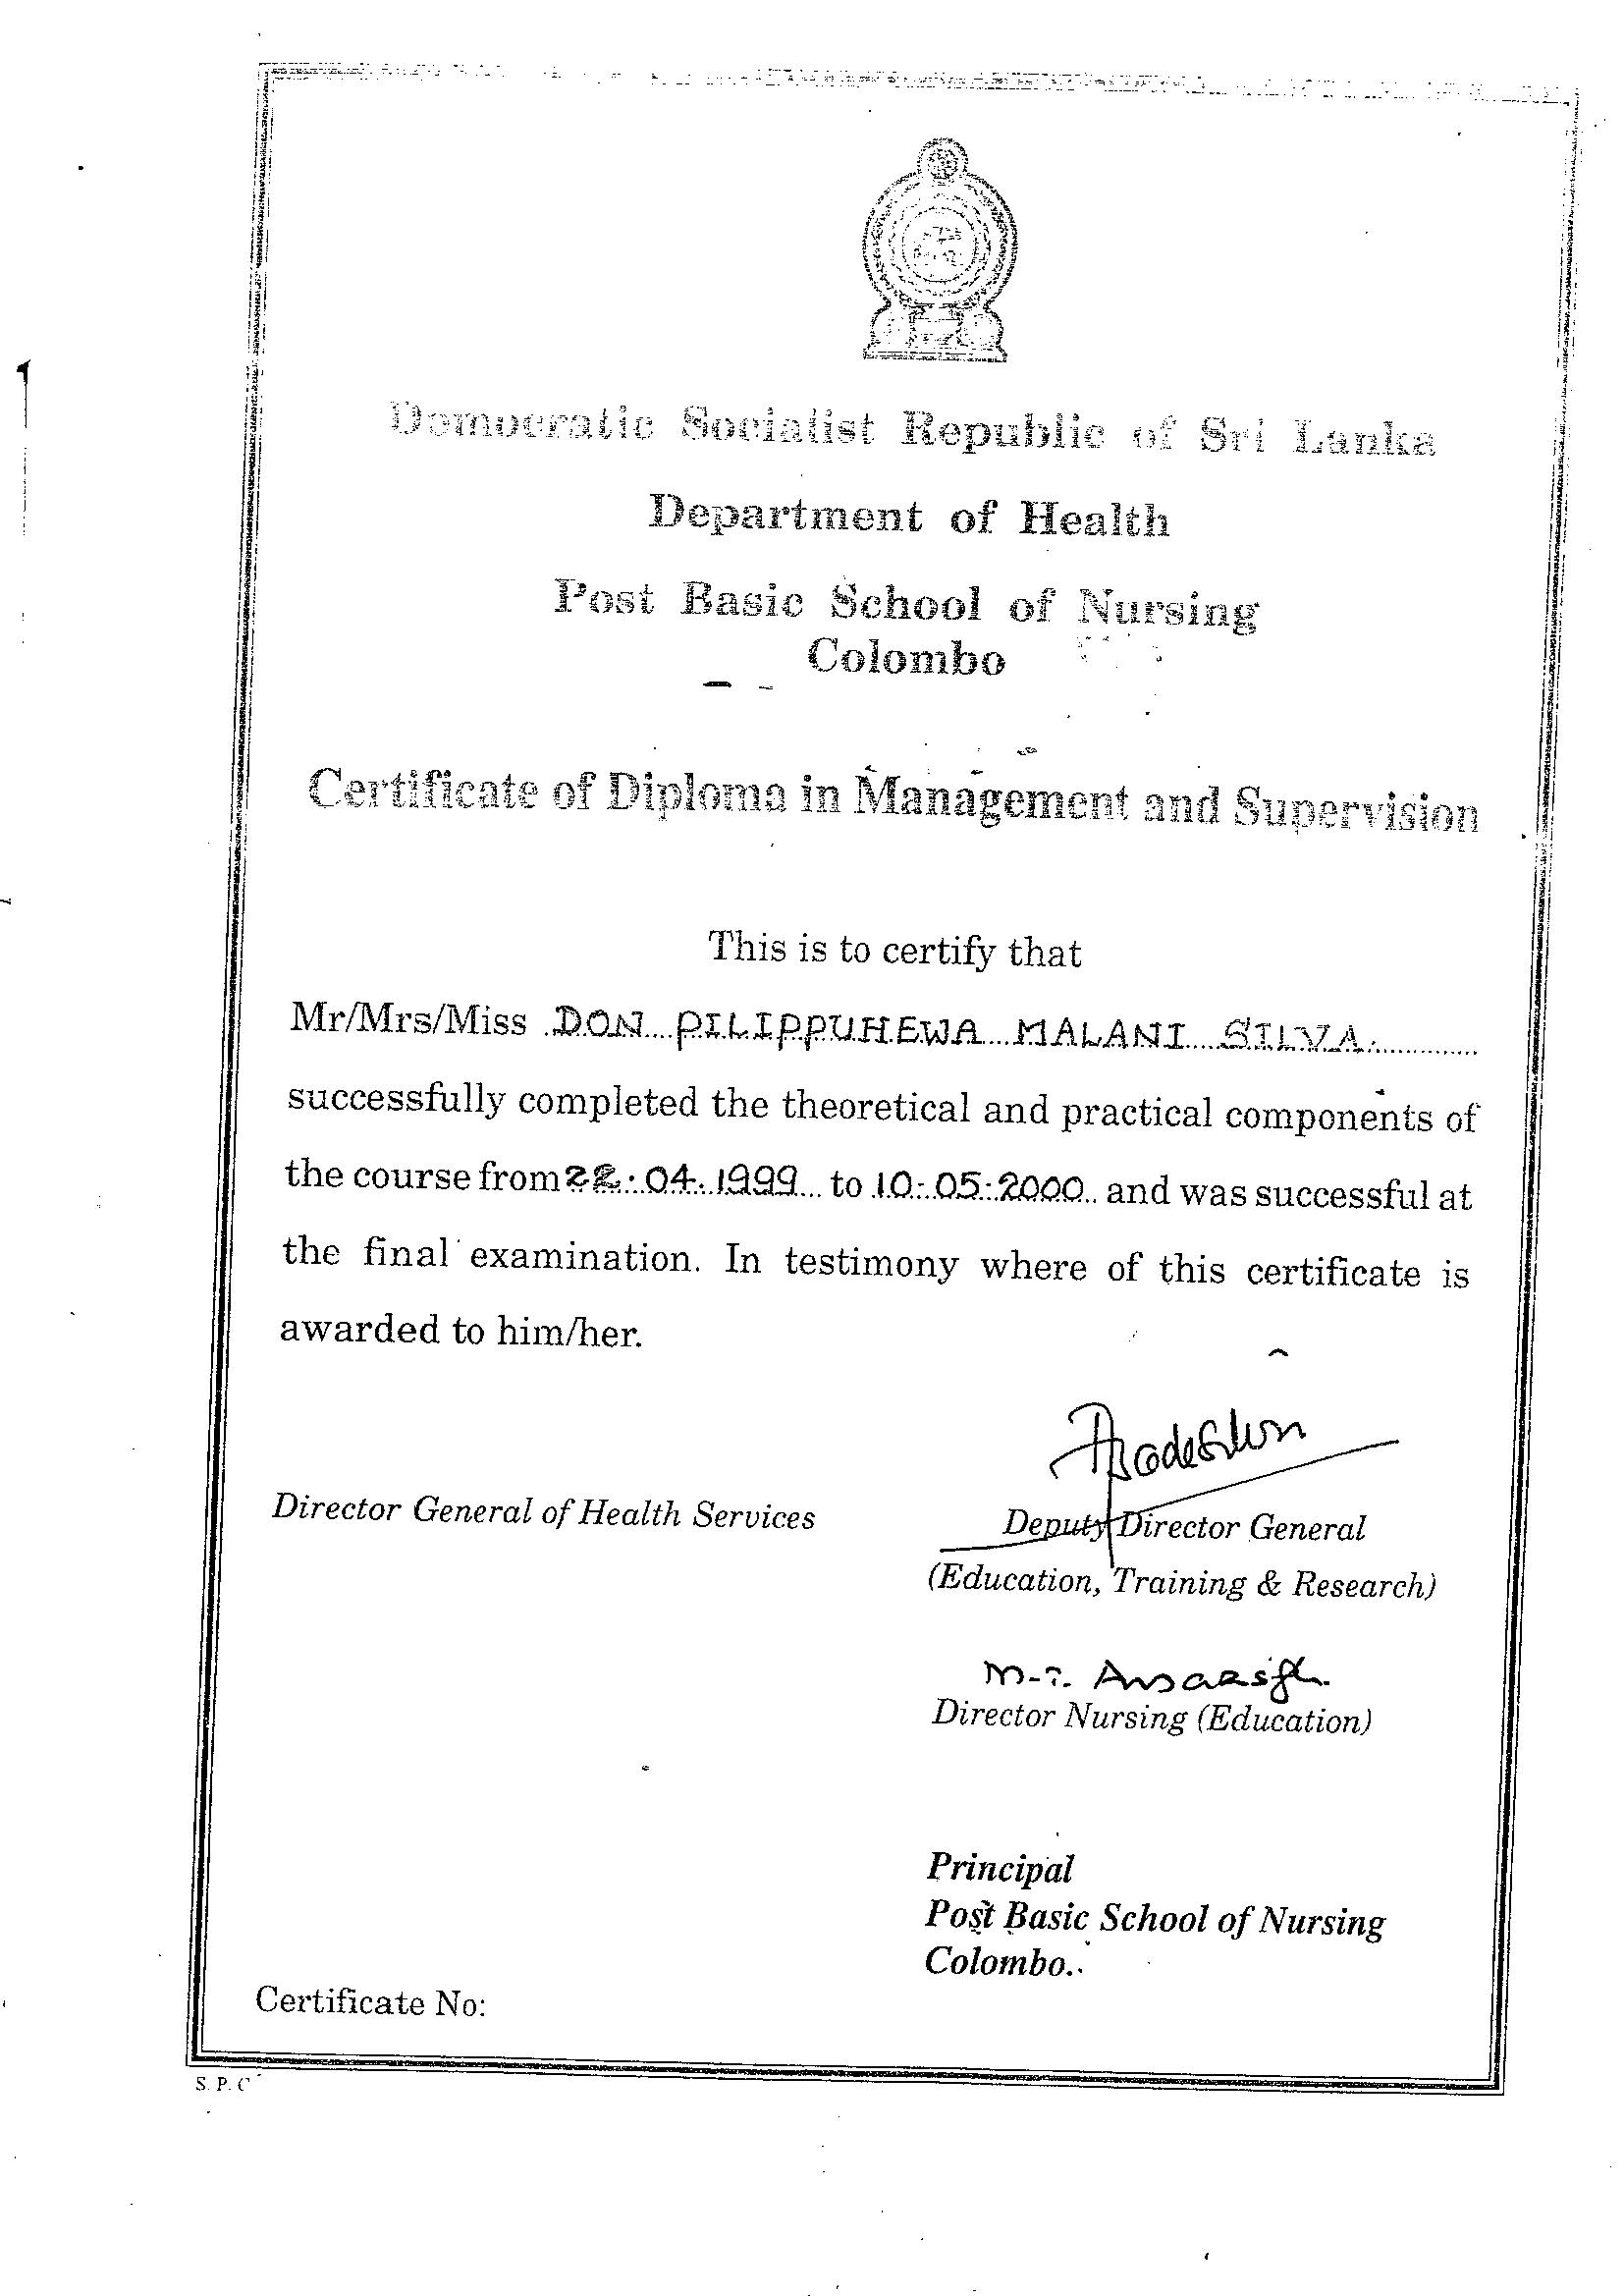 Democratic Socialist Republic of Sri Lanka
Department of Health
Post Basic School of Nursing
Colombo
Certificate of Diploma in Management and Supervision
This is to certify that
Mr/Mrs/Miss DON PILIPPUHEWA MALANI SILVA.
successfully completed the theoretical and practical components of
the course from 22.04.1999 to 10.05.2000 and was successful at
the final examination. In testimony where of this certificate is
awarded to him/her.
Director General of Health Services
Deputy Director General
(Education, Training & Research)
Director Nursing (Education)
Principal
Post Basic School of Nursing
Colombo.
Certificate No:
S. P. C